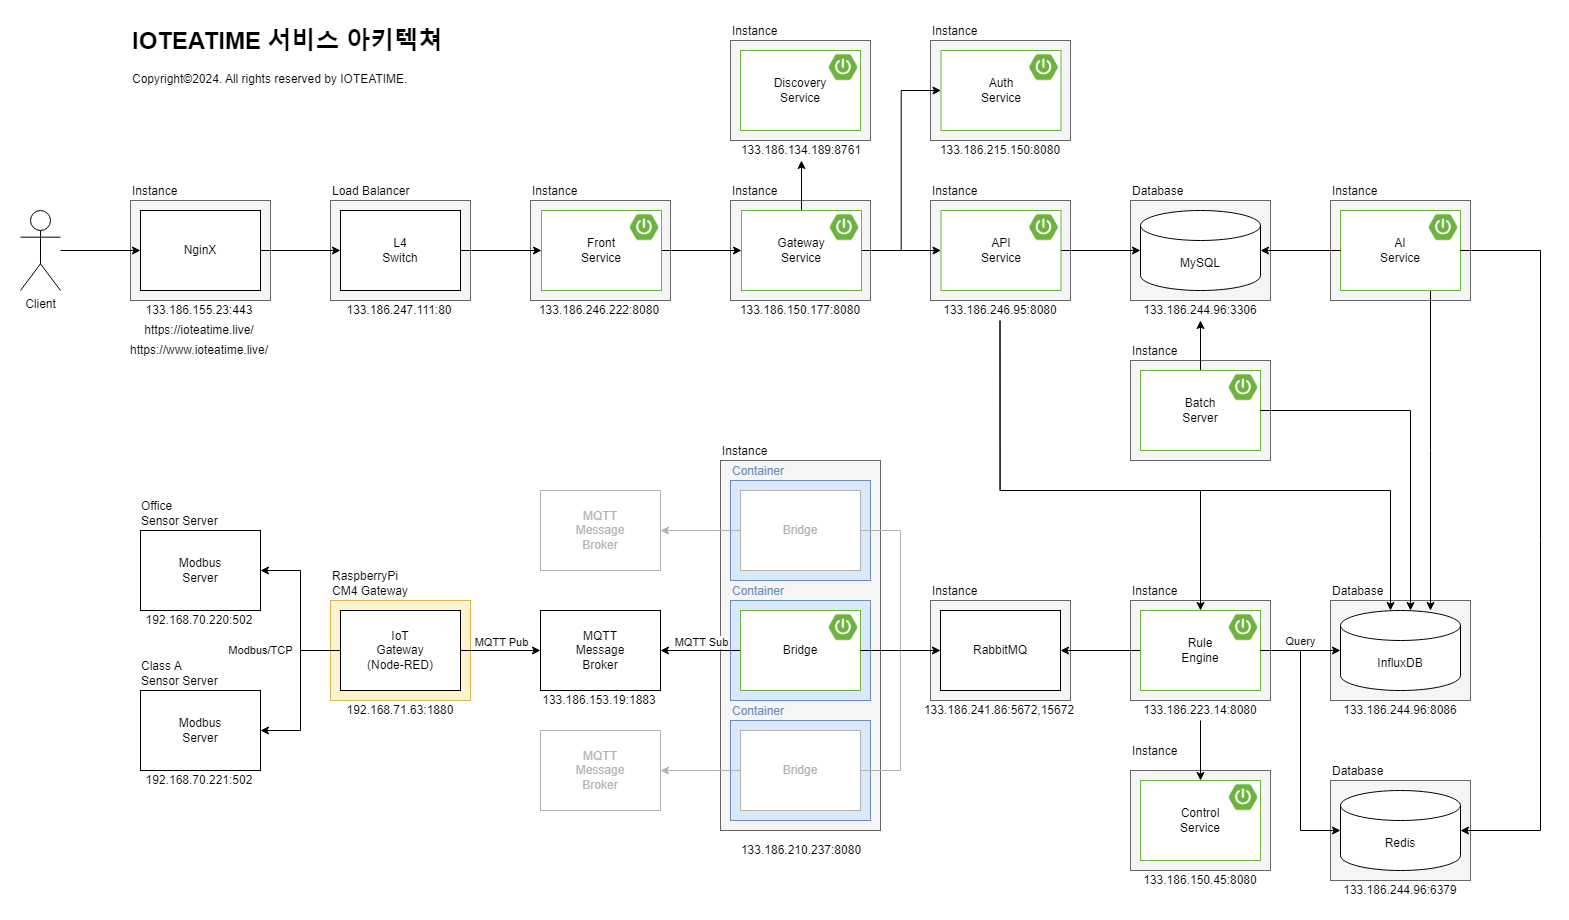 IOTEATIME 서비스 아키텍쳐
Copyright©2024. All rights reserved by IOTEATIME.
Instance
Discovery
Service
133.186.134.189:8761
Instance
Auth
Service
133.186.215.150:8080
Client
Instance
NginX
133.186.155.23:443
https://ioteatime.live/
https://www.ioteatime.live/
Load Balancer
L4
Switch
133.186.247.111:80
Instance
Front
Service
133.186.246.222:8080
Instance
Gateway
Service
133.186.150.177:8080
Instance
API
Service
133.186.246.95:8080
Database
MySQL
133.186.244.96:3306
Instance
AI
Service
Instance
Batch
Server
Office
Sensor Server
Modbus
Server
192.168.70.220:502
Class A
Sensor Server
Modbus
Server
192.168.70.221:502
Modbus/TCP
RaspberryPi
CM4 Gateway
IoT
Gateway
(Node-RED)
192.168.71.63:1880
MQTT Pub
MQTT
Message
Broker
MQTT
Message
Broker
133.186.153.19:1883
MQTT
Message
Broker
MQTT Sub
Instance
Container
Bridge
Container
Bridge
Container
Bridge
133.186.210.237:8080
Instance
RabbitMQ
133.186.241.86:5672,15672
Instance
Rule
Engine
133.186.223.14:8080
Query
Database
InfluxDB
133.186.244.96:8086
Instance
Control
Service
133.186.150.45:8080
Database
Redis
133.186.244.96:6379